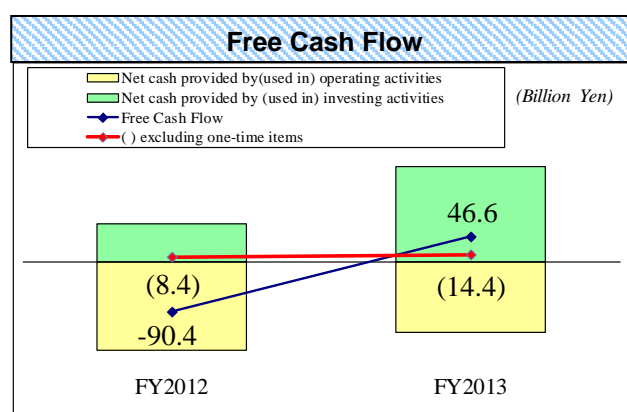 Free Cash Flow
Net cash provided by(used in) operating activities
Net cash provided by (used in) investing activities
Free Cash Flow
( ) excluding one-time items
(Billion Yen)
46.6
(8.4)
(14.4)
-90.4
FY2012
FY2013